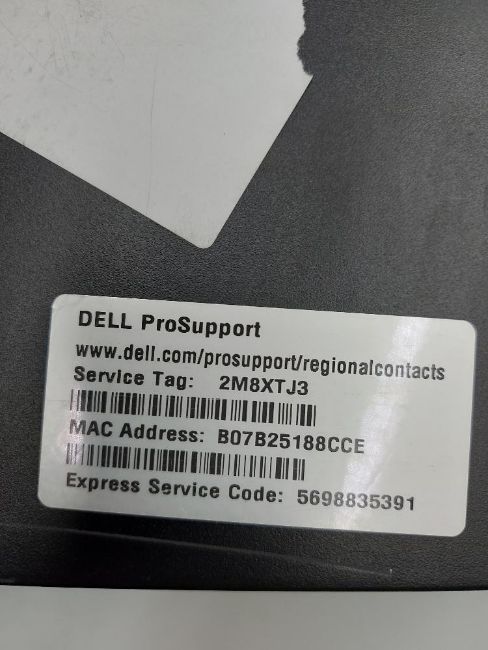 DELL ProSupport
www.dell.com/prosupport/regionalcontacts
Service Tag: 2M8XTJ3
MAC Address: B07B25188CCE
Express Service Code: 5698835391